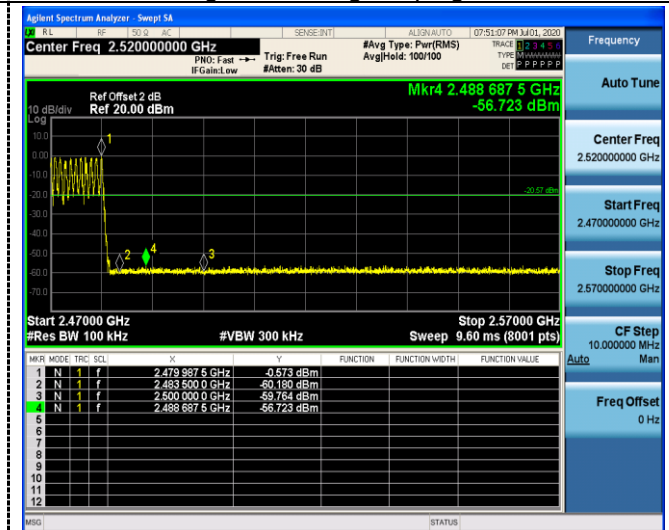 Agilent Spectrum Analyzer - Swept SA
RL RF 50 Ω AC SENSE:INT ALIGN AUTO 07:51:07 PM Jul 01, 2020
Center Freq 2.520000000 GHz
PNO: Fast
IFGain:Low
Trig: Free Run
#Atten: 30 dB
#Avg Type: Pwr(RMS)
Avg|Hold: 100/100
TRACE 1 2 3 4 5 6
TYPE
DET P P P P P P
Frequency
Auto Tune
Center Freq
2.520000000 GHz
Start Freq
2.470000000 GHz
Stop Freq
2.570000000 GHz
CF Step
10.000000 MHz
Auto Man
Freq Offset
0 Hz
Mkr4 2.488 687 5 GHz
-56.723 dBm
Ref Offset 2 dB
10 dB/div Ref 20.00 dBm
Log
10.0
0.00
-10.0
-20.0
-30.0
-40.0
-50.0
-60.0
-70.0
1
2
4
3
-20.57 dBm
Start 2.47000 GHz Stop 2.57000 GHz
#Res BW 100 kHz #VBW 300 kHz Sweep 9.60 ms (8001 pts)
MKR MODE TRC SCL X Y FUNCTION FUNCTION WIDTH FUNCTION VALUE
1 N 1 f 2.479 987 5 GHz -0.573 dBm
2 N 1 f 2.483 500 0 GHz -60.180 dBm
3 N 1 f 2.500 000 0 GHz -59.764 dBm
4 N 1 f 2.488 687 5 GHz -56.723 dBm
5
6
7
8
9
10
11
12
MSG STATUS